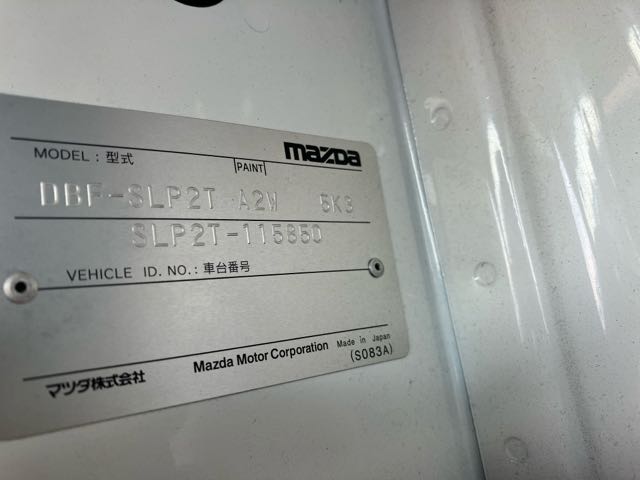 mazda
MODEL : 型式 PAINT
DBF-SLP2T A2W 5K3
SLP2T-115850
VEHICLE ID. NO. : 車台番号
マツダ株式会社 Mazda Motor Corporation Made in Japan
(S083A)